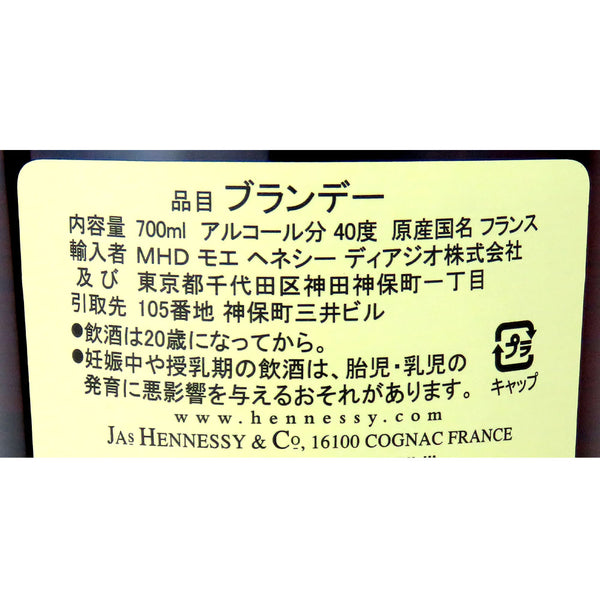 品目 ブランデー
内容量 700ml アルコール分 40度 原産国名 フランス
輸入者 MHD モエ ヘネシー ディアジオ株式会社
及び 東京都千代田区神田神保町一丁目
引取先 105番地 神保町三井ビル
●飲酒は20歳になってから。
●妊娠中や授乳期の飲酒は、胎児・乳児の
発育に悪影響を与えるおそれがあります。
プラ
キャップ
www.hennessy.com
JAs HENNESSY & Co, 16100 COGNAC FRANCE